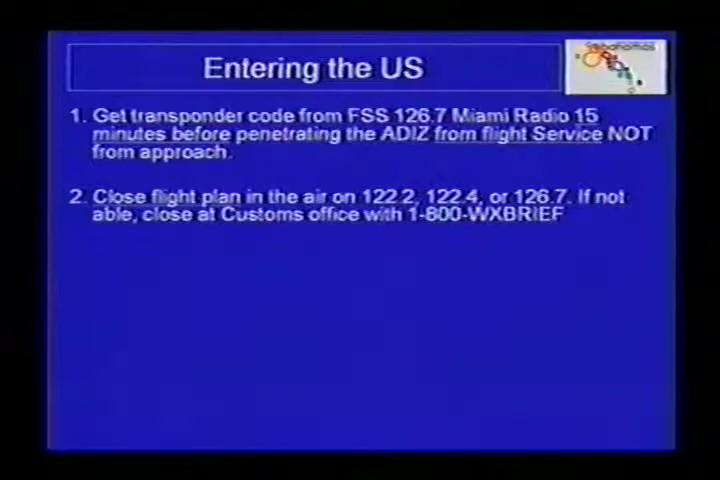 Entering the US
bahamas
1. Get transponder code from FSS 126.7 Miami Radio 15
minutes before penetrating the ADIZ from flight Service NOT
from approach.
2. Close flight plan in the air on 122.2, 122.4, or 126.7. If not
able, close at Customs office with 1-800-WXBRIEF